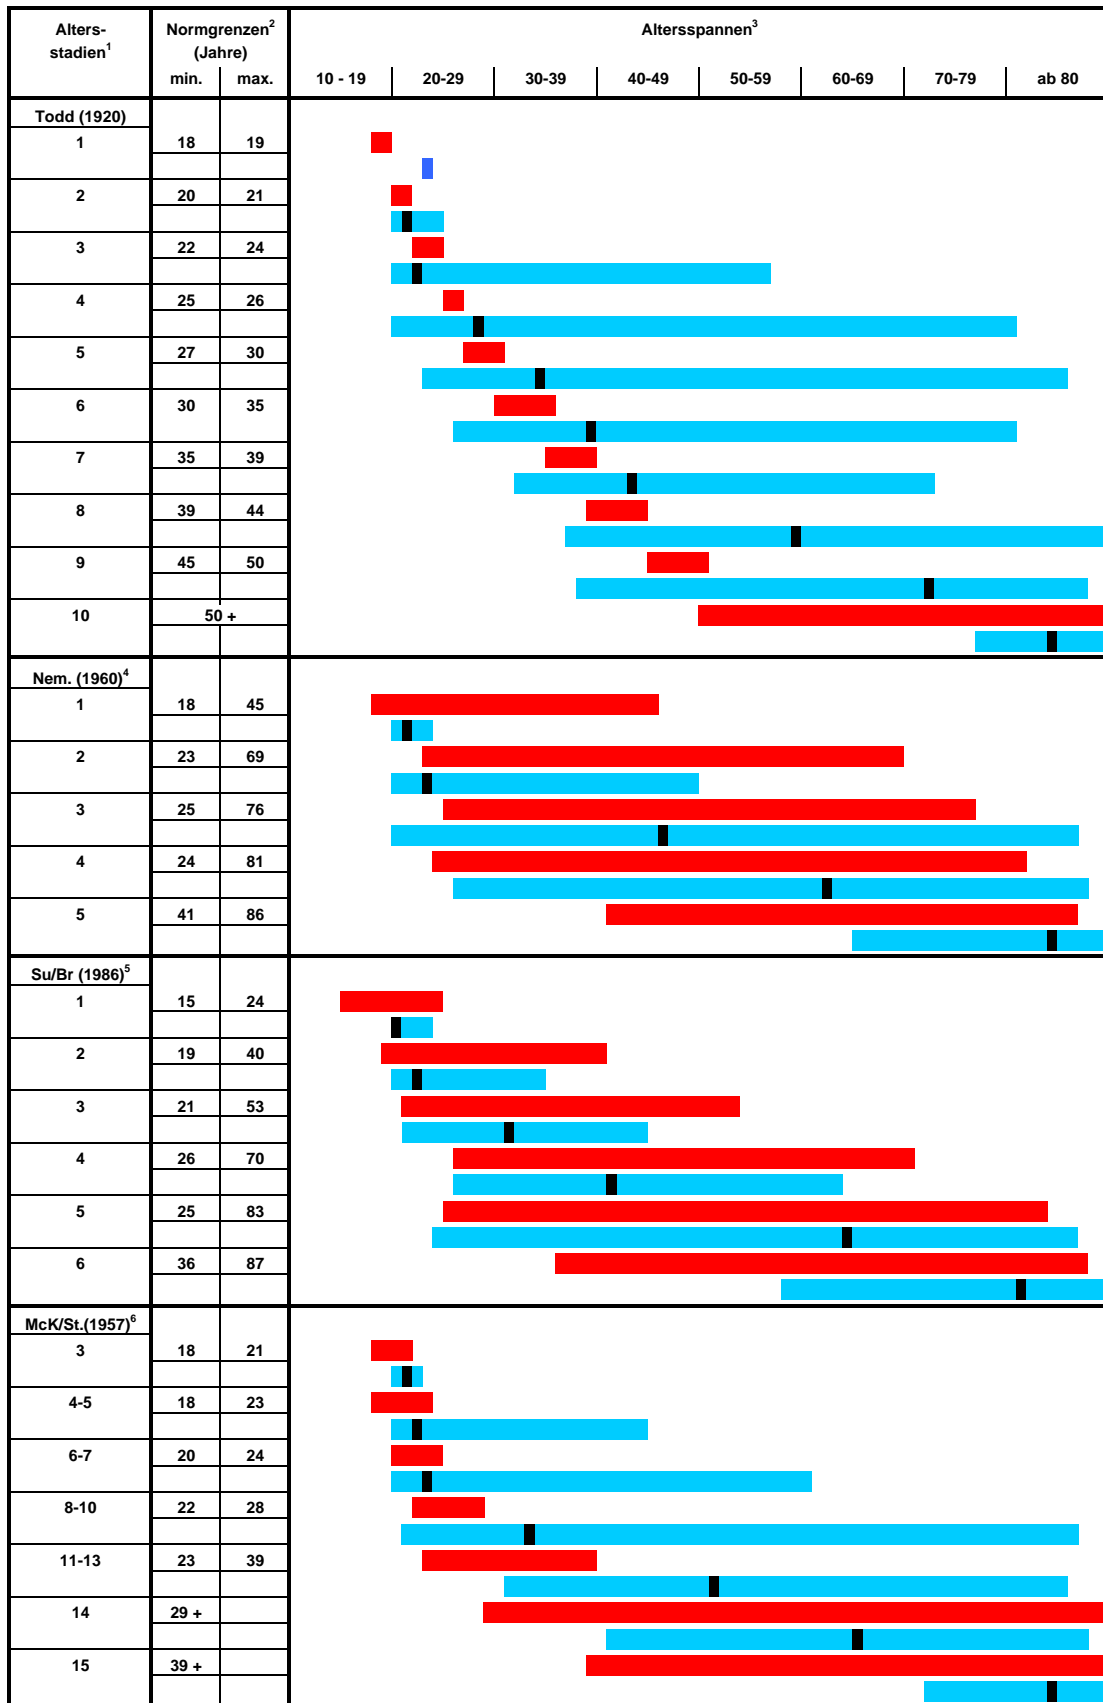 Alters-
stadien¹ Normgrenzen² (Jahre) Altersspannen³
min. max. 10 - 19 20-29 30-39 40-49 50-59 60-69 70-79 ab 80
Todd (1920)
1 18 19
2 20 21
3 22 24
4 25 26
5 27 30
6 30 35
7 35 39
8 39 44
9 45 50
10 50 +
Nem. (1960)⁴
1 18 45
2 23 69
3 25 76
4 24 81
5 41 86
Su/Br (1986)⁵
1 15 24
2 19 40
3 21 53
4 26 70
5 25 83
6 36 87
McK/St.(1957)⁶
3 18 21
4-5 18 23
6-7 20 24
8-10 22 28
11-13 23 39
14 29 +
15 39 +